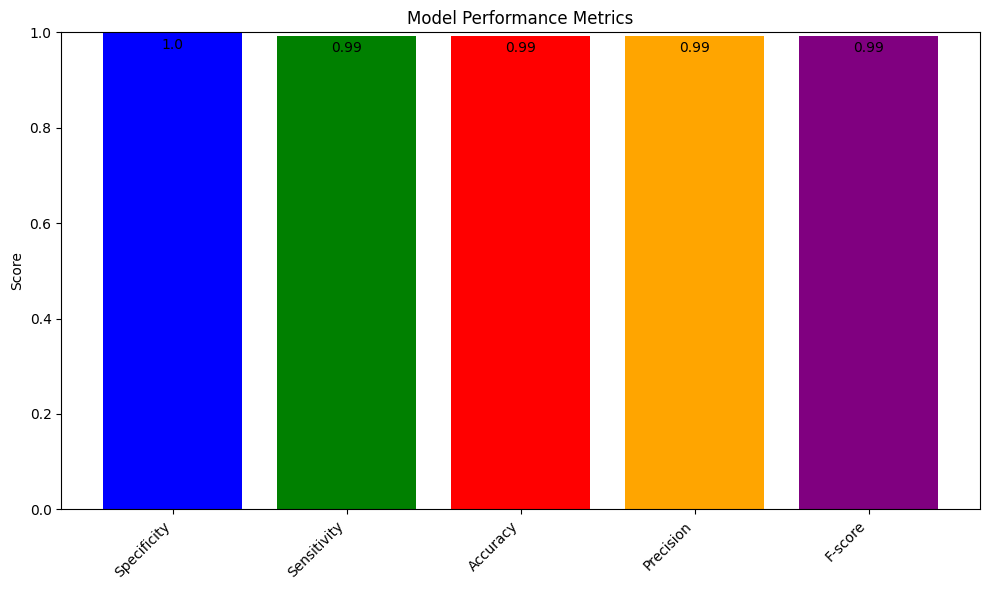 Model Performance Metrics
Score
1.0
0.8
0.6
0.4
0.2
0.0
1.0
0.99
0.99
0.99
0.99
Specificity
Sensitivity
Accuracy
Precision
F-score